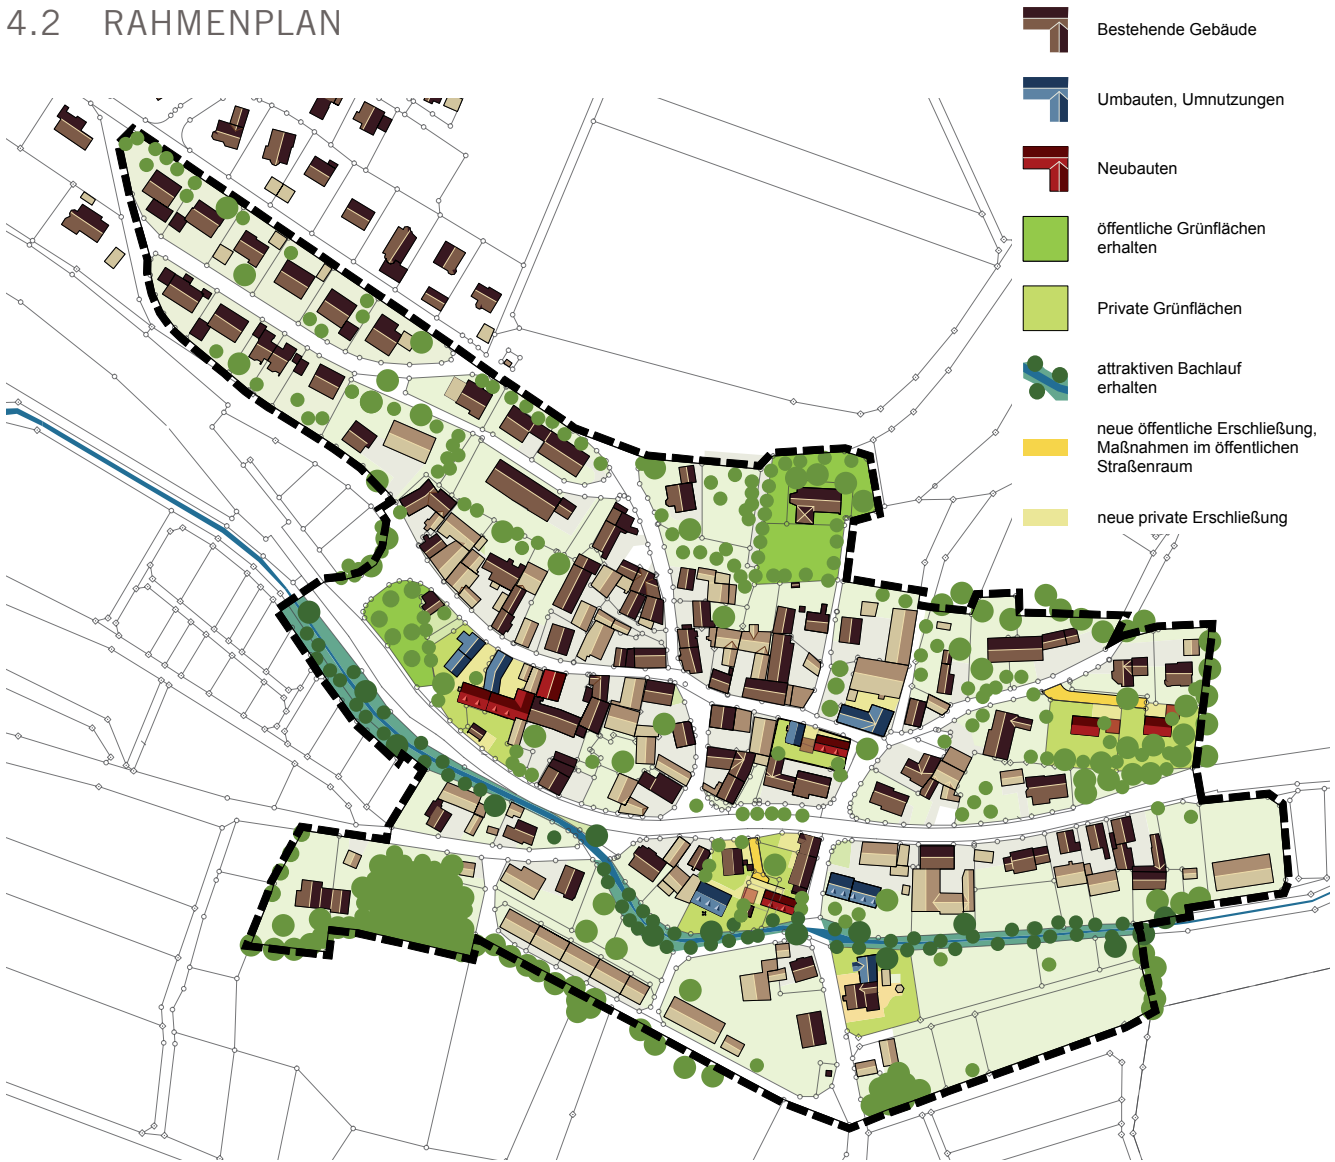 4.2 RAHMENPLAN
Bestehende Gebäude
Umbauten, Umnutzungen
Neubauten
öffentliche Grünflächen
erhalten
Private Grünflächen
attraktiven Bachlauf
erhalten
neue öffentliche Erschließung,
Maßnahmen im öffentlichen
Straßenraum
neue private Erschließung